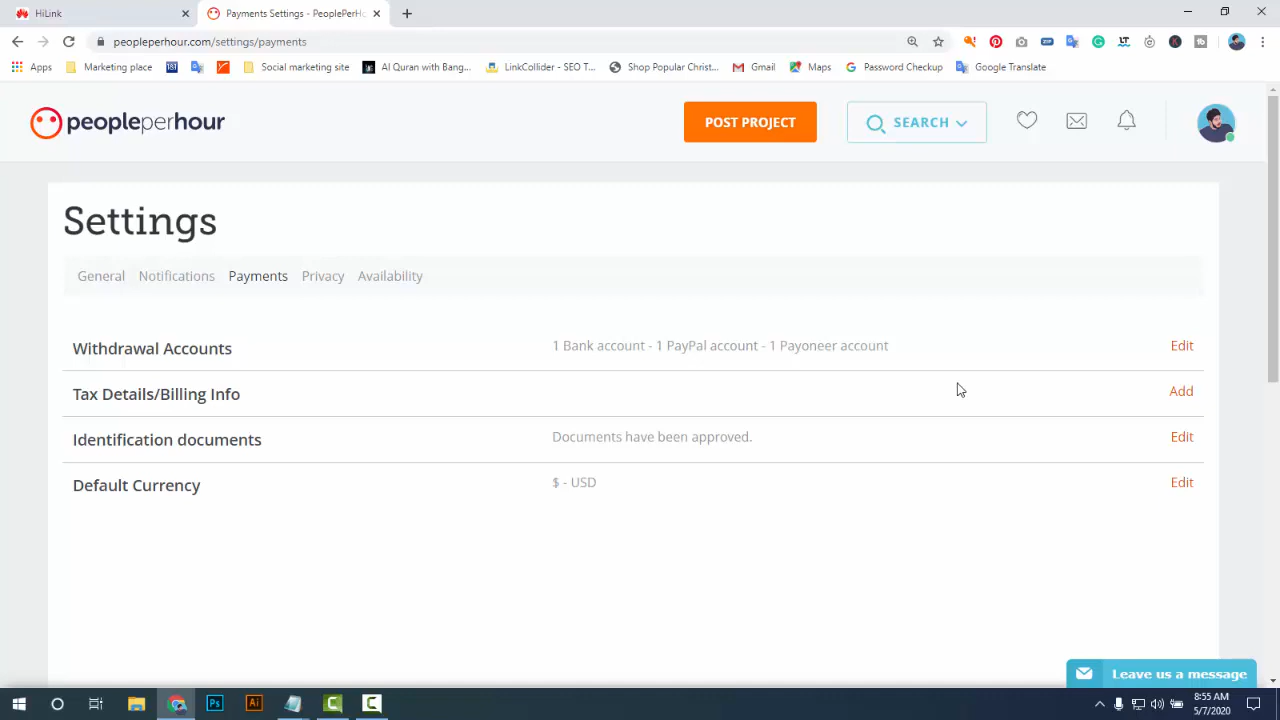 HiLink
Payments Settings - PeoplePerHo
peopleperhour.com/settings/payments
Apps Marketing place Social marketing site Al Quran with Bang... LinkCollider - SEO T... Shop Popular Christ... Gmail Maps Password Checkup Google Translate
peopleperhour
POST PROJECT
SEARCH
Settings
General Notifications Payments Privacy Availability
Withdrawal Accounts 1 Bank account - 1 PayPal account - 1 Payoneer account Edit
Tax Details/Billing Info Add
Identification documents Documents have been approved. Edit
Default Currency $ - USD Edit
Leave us a message
Ps Ai
8:55 AM
5/7/2020